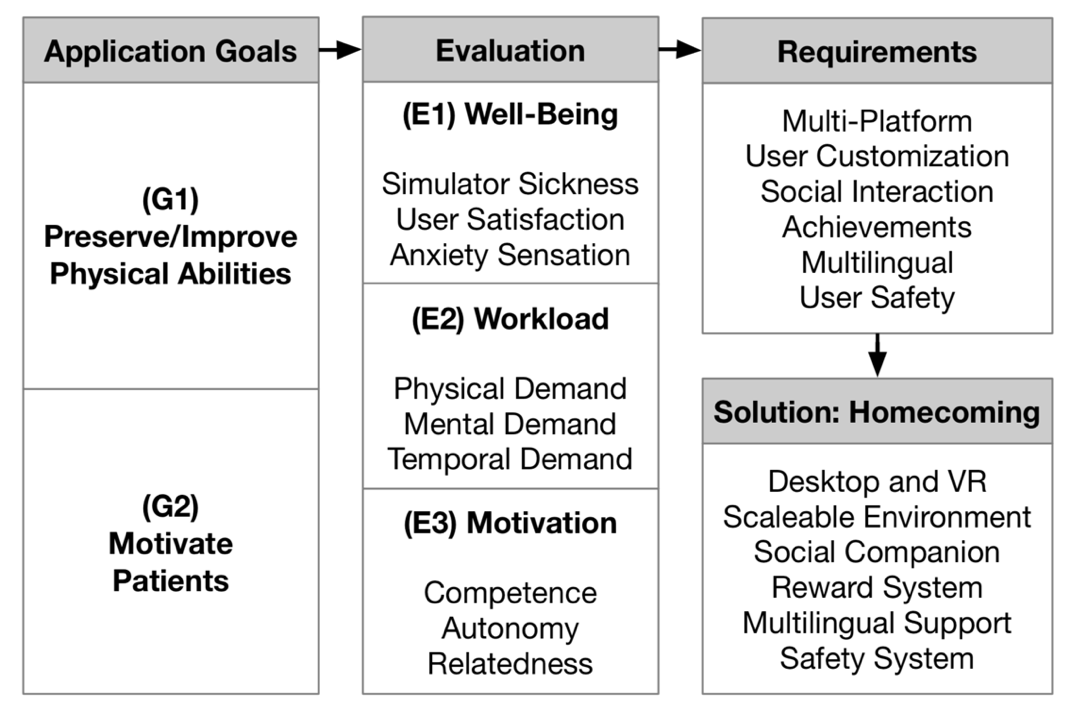 Application Goals
(G1)
Preserve/Improve
Physical Abilities
(G2)
Motivate
Patients
Evaluation
(E1) Well-Being
Simulator Sickness
User Satisfaction
Anxiety Sensation
(E2) Workload
Physical Demand
Mental Demand
Temporal Demand
(E3) Motivation
Competence
Autonomy
Relatedness
Requirements
Multi-Platform
User Customization
Social Interaction
Achievements
Multilingual
User Safety
Solution: Homecoming
Desktop and VR
Scaleable Environment
Social Companion
Reward System
Multilingual Support
Safety System